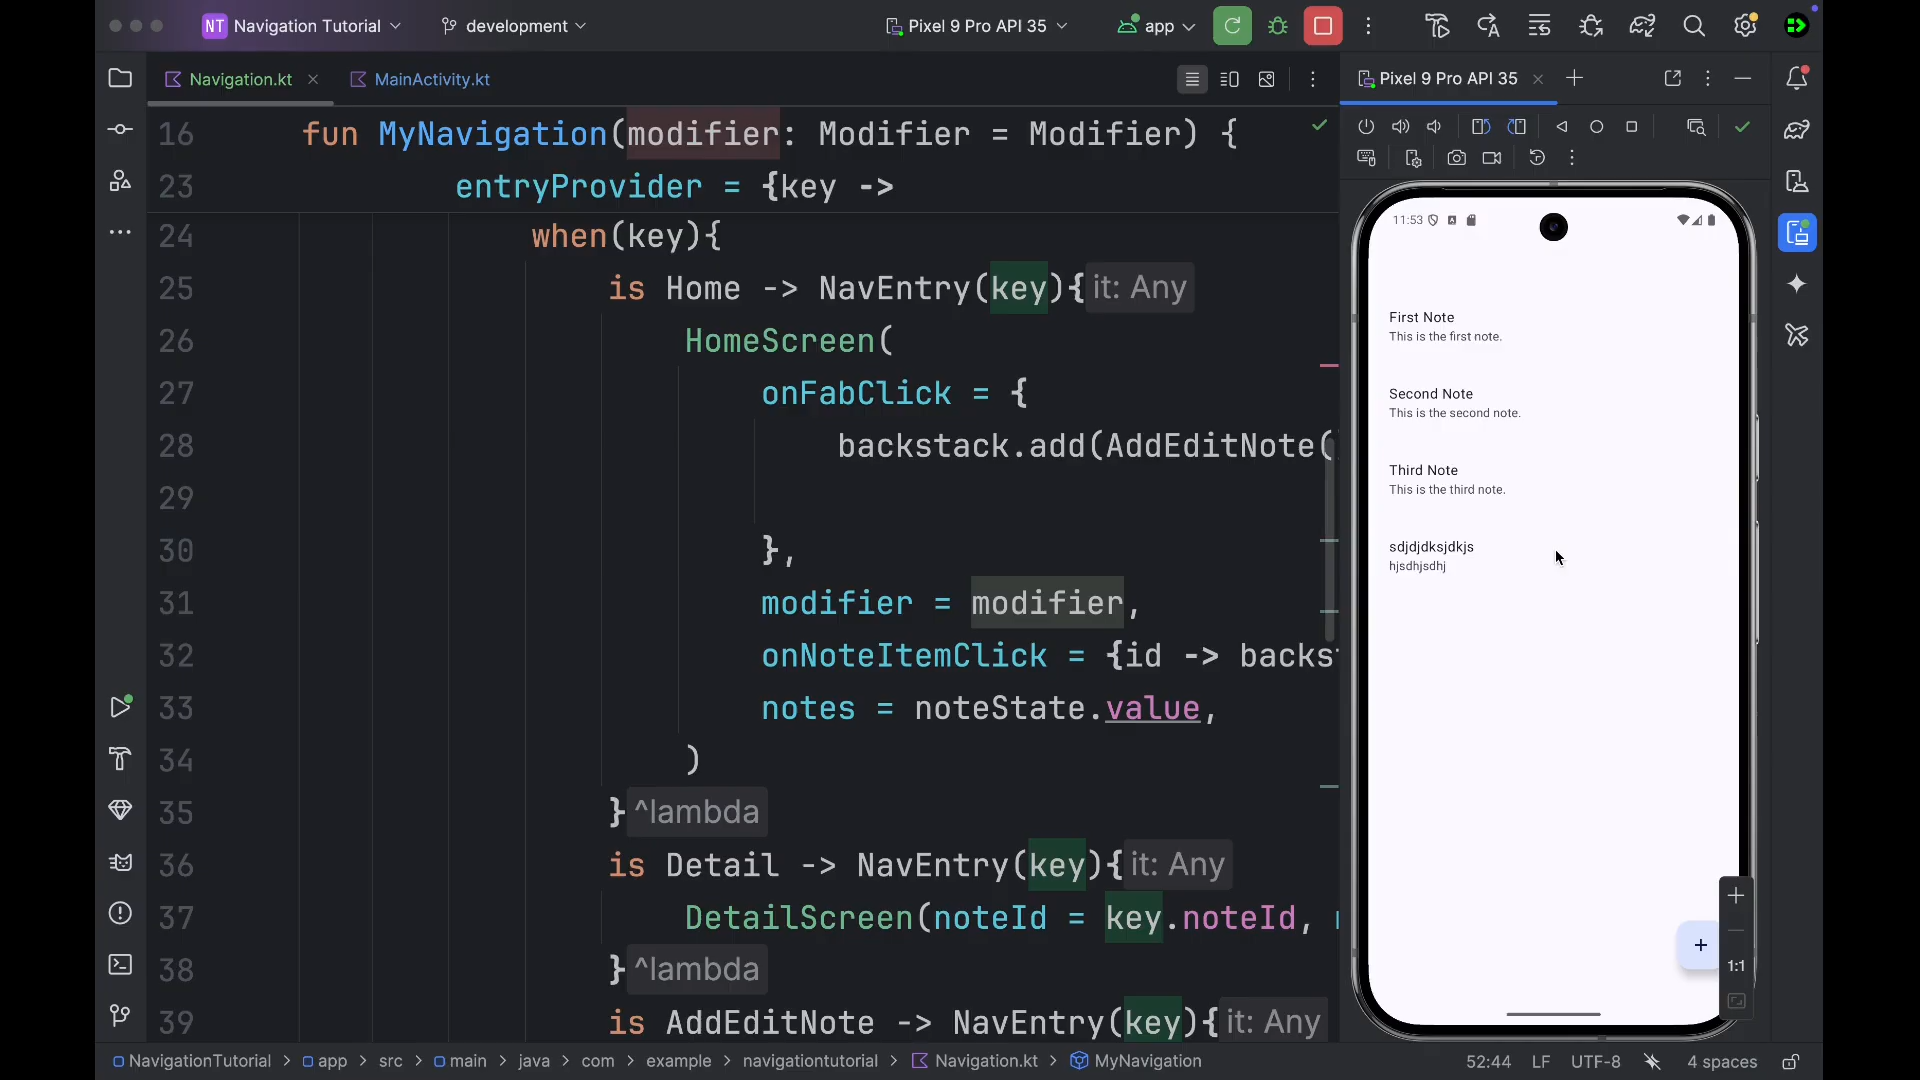 NT Navigation Tutorial development Pixel 9 Pro API 35 app
Navigation.kt MainActivity.kt Pixel 9 Pro API 35
16 fun MyNavigation(modifier: Modifier = Modifier) {
23 entryProvider = {key ->
24 when(key){
25 is Home -> NavEntry(key){ it: Any
26 HomeScreen(
27 onFabClick = {
28 backstack.add(AddEditNote(
29
30 },
31 modifier = modifier,
32 onNoteItemClick = {id -> backs
33 notes = noteState.value,
34 )
35 } ^lambda
36 is Detail -> NavEntry(key){ it: Any
37 DetailScreen(noteId = key.noteId,
38 } ^lambda
39 is AddEditNote -> NavEntry(key){ it: Any
11:53
First Note
This is the first note.
Second Note
This is the second note.
Third Note
This is the third note.
sdjdjdksjdkjs
hjsdhjsdhj
+
1:1
NavigationTutorial > app > src > main > java > com > example > navigationtutorial > Navigation.kt > MyNavigation 52:44 LF UTF-8 4 spaces